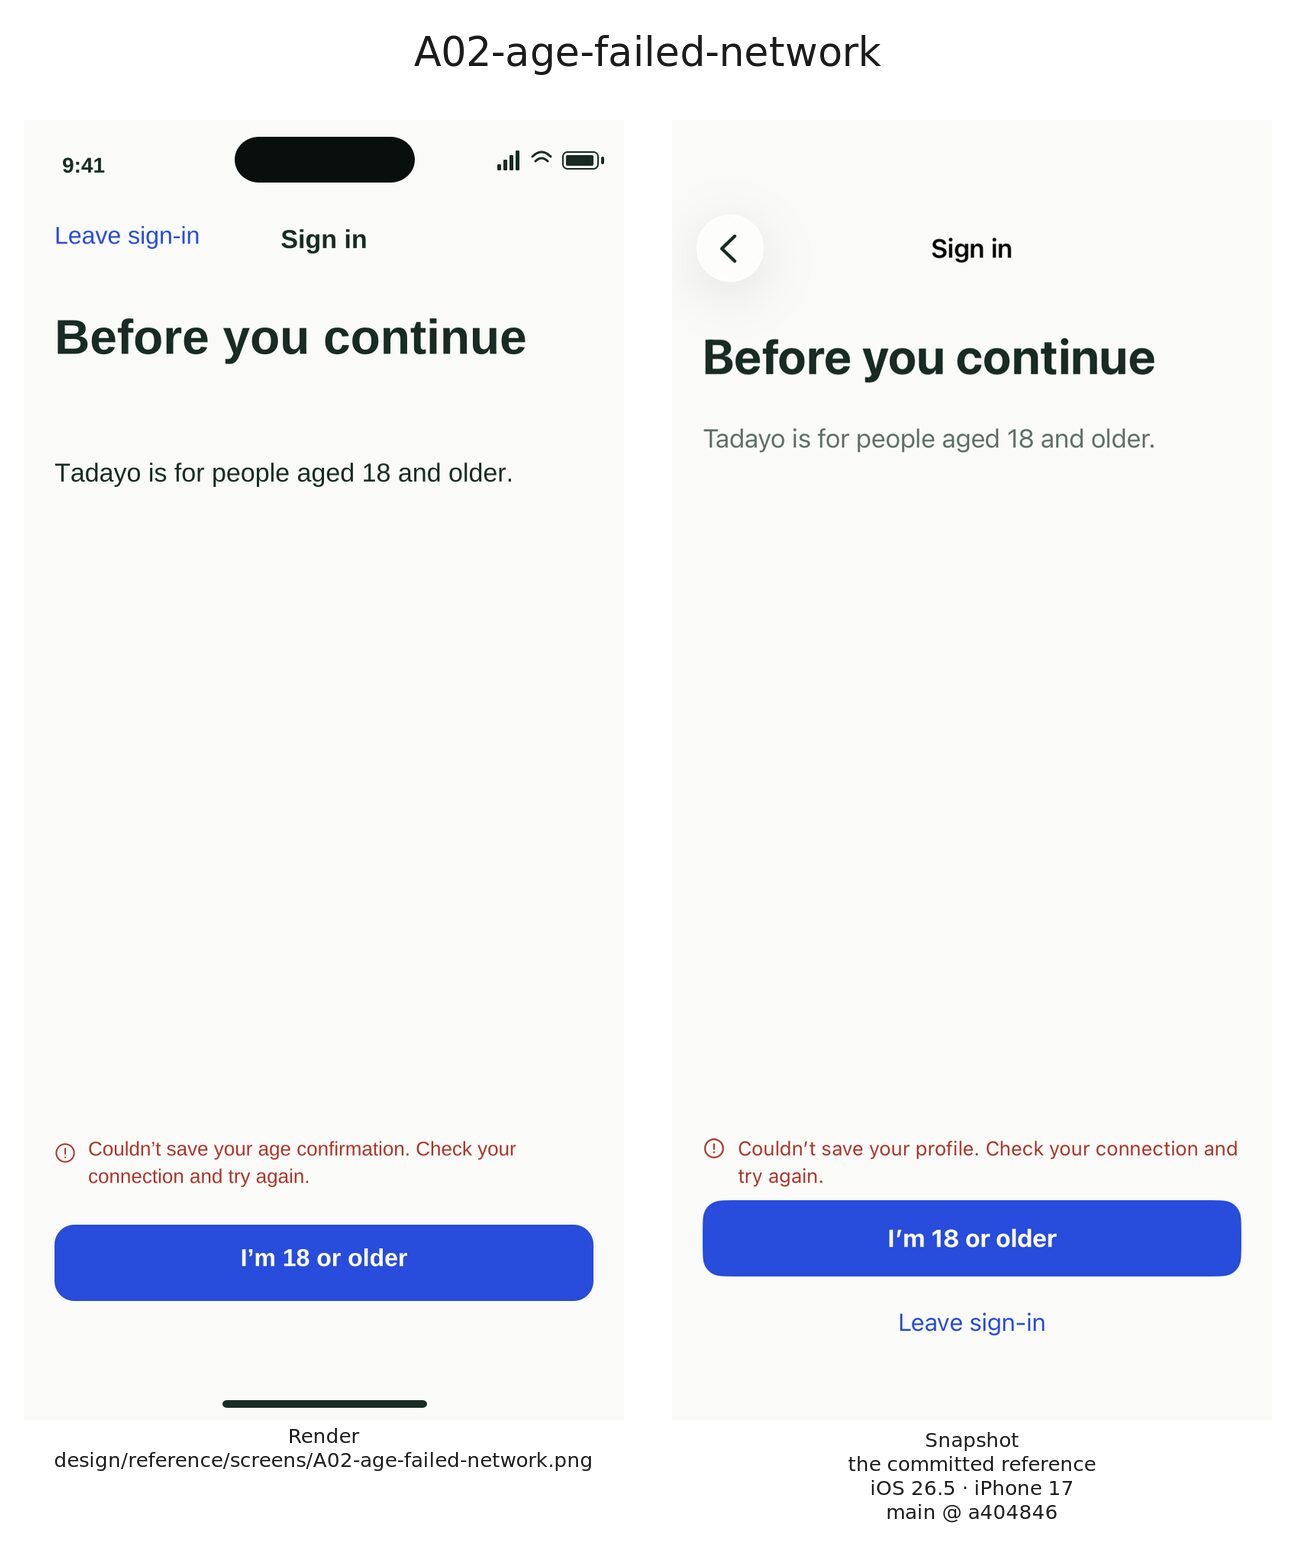 A02-age-failed-network
9:41
Leave sign-in
Sign in
Before you continue
Tadayo is for people aged 18 and older.
Couldn’t save your age confirmation. Check your
connection and try again.
I’m 18 or older
Render
design/reference/screens/A02-age-failed-network.png
Sign in
Before you continue
Tadayo is for people aged 18 and older.
Couldn’t save your profile. Check your connection and
try again.
I’m 18 or older
Leave sign-in
Snapshot
the committed reference
iOS 26.5 · iPhone 17
main @ a404846